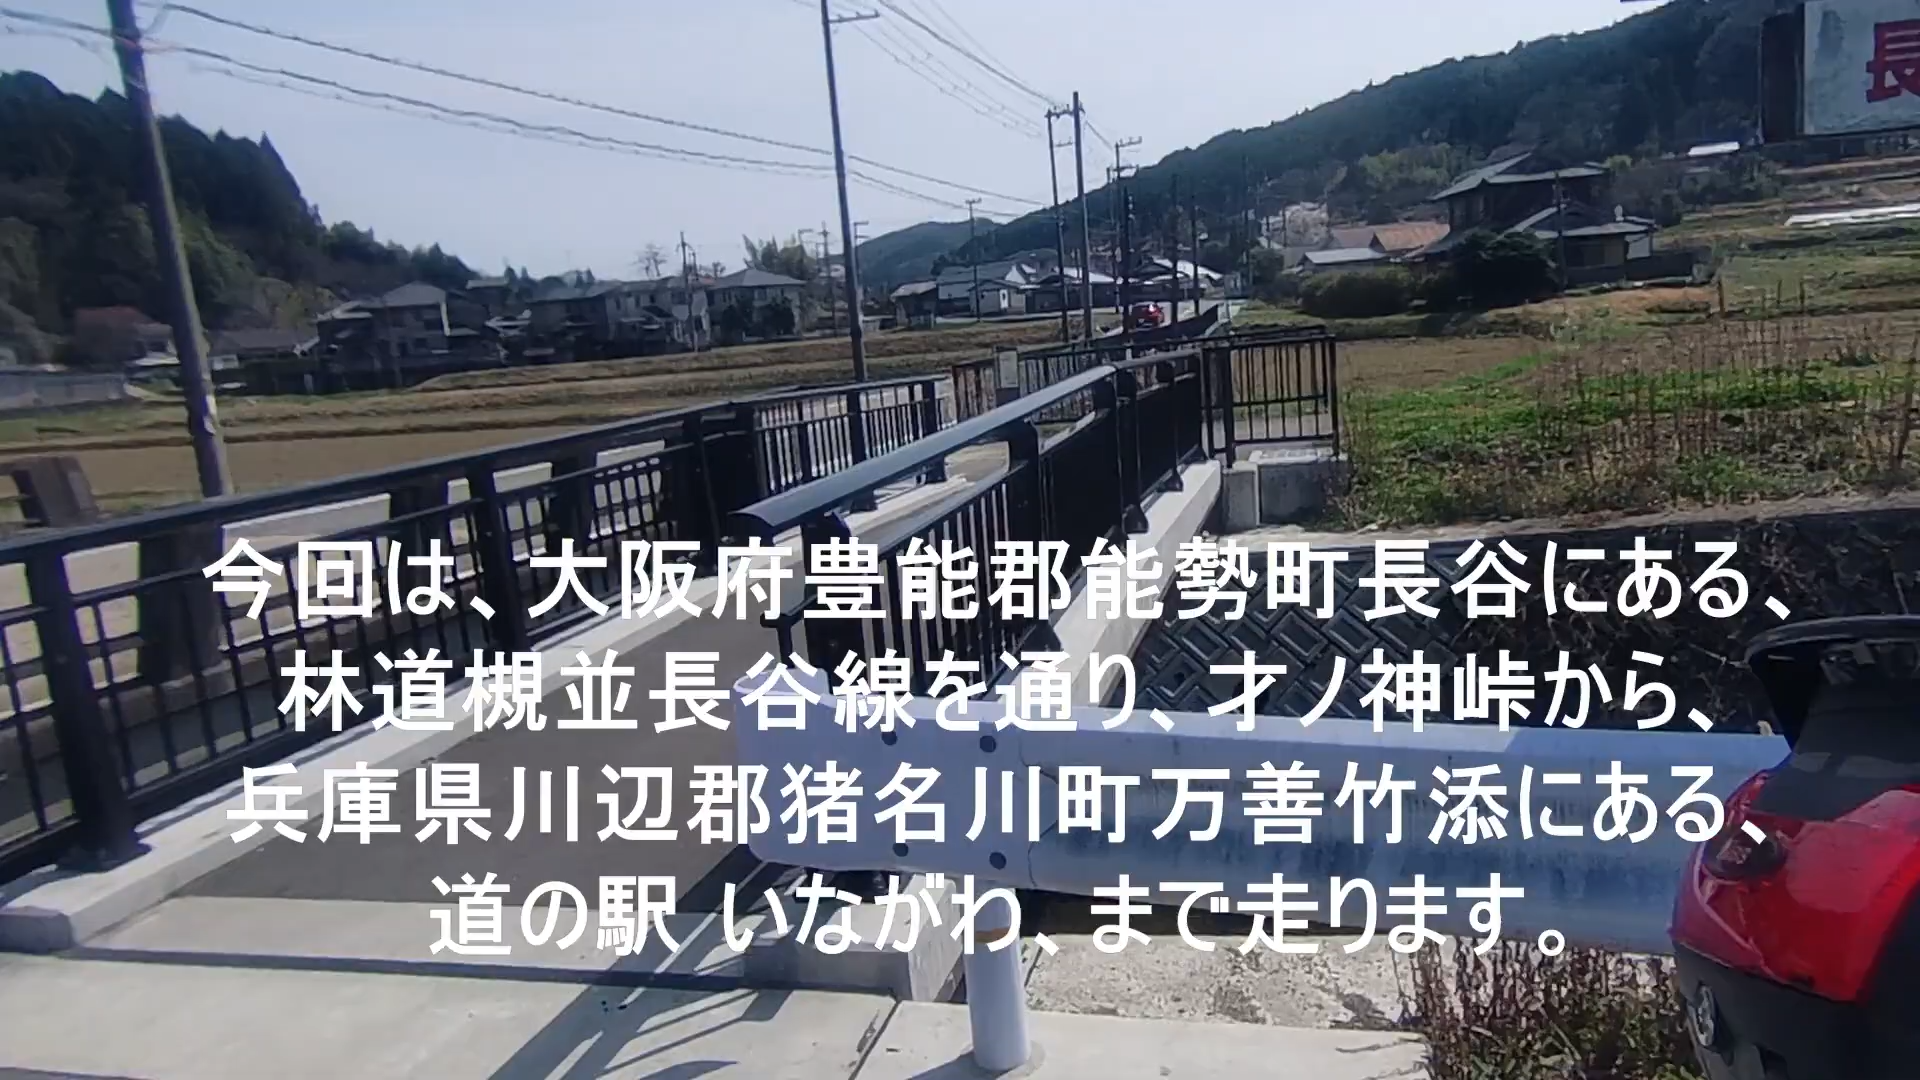 長
今回は、大阪府豊能郡能勢町長谷にある、
林道槻並長谷線を通り、才ノ神峠から、
兵庫県川辺郡猪名川町万善竹添にある、
道の駅 いながわ、まで走ります。